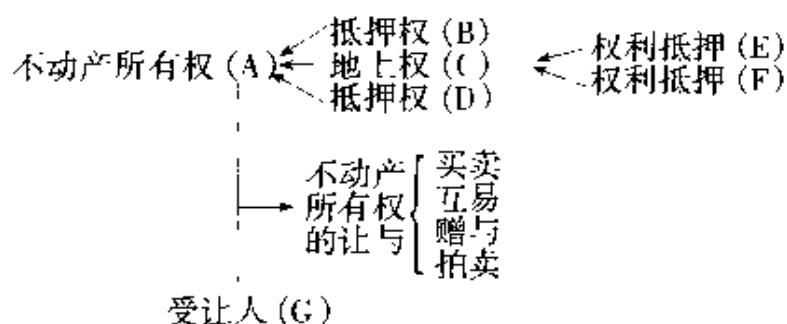 抵押权(B)
不动产所有权(A) 地上权(C) 权利抵押(E)
抵押权(D) 权利抵押(F)
不动产 买卖
所有权 互易
的让与 赠与
拍卖
受让人(G)